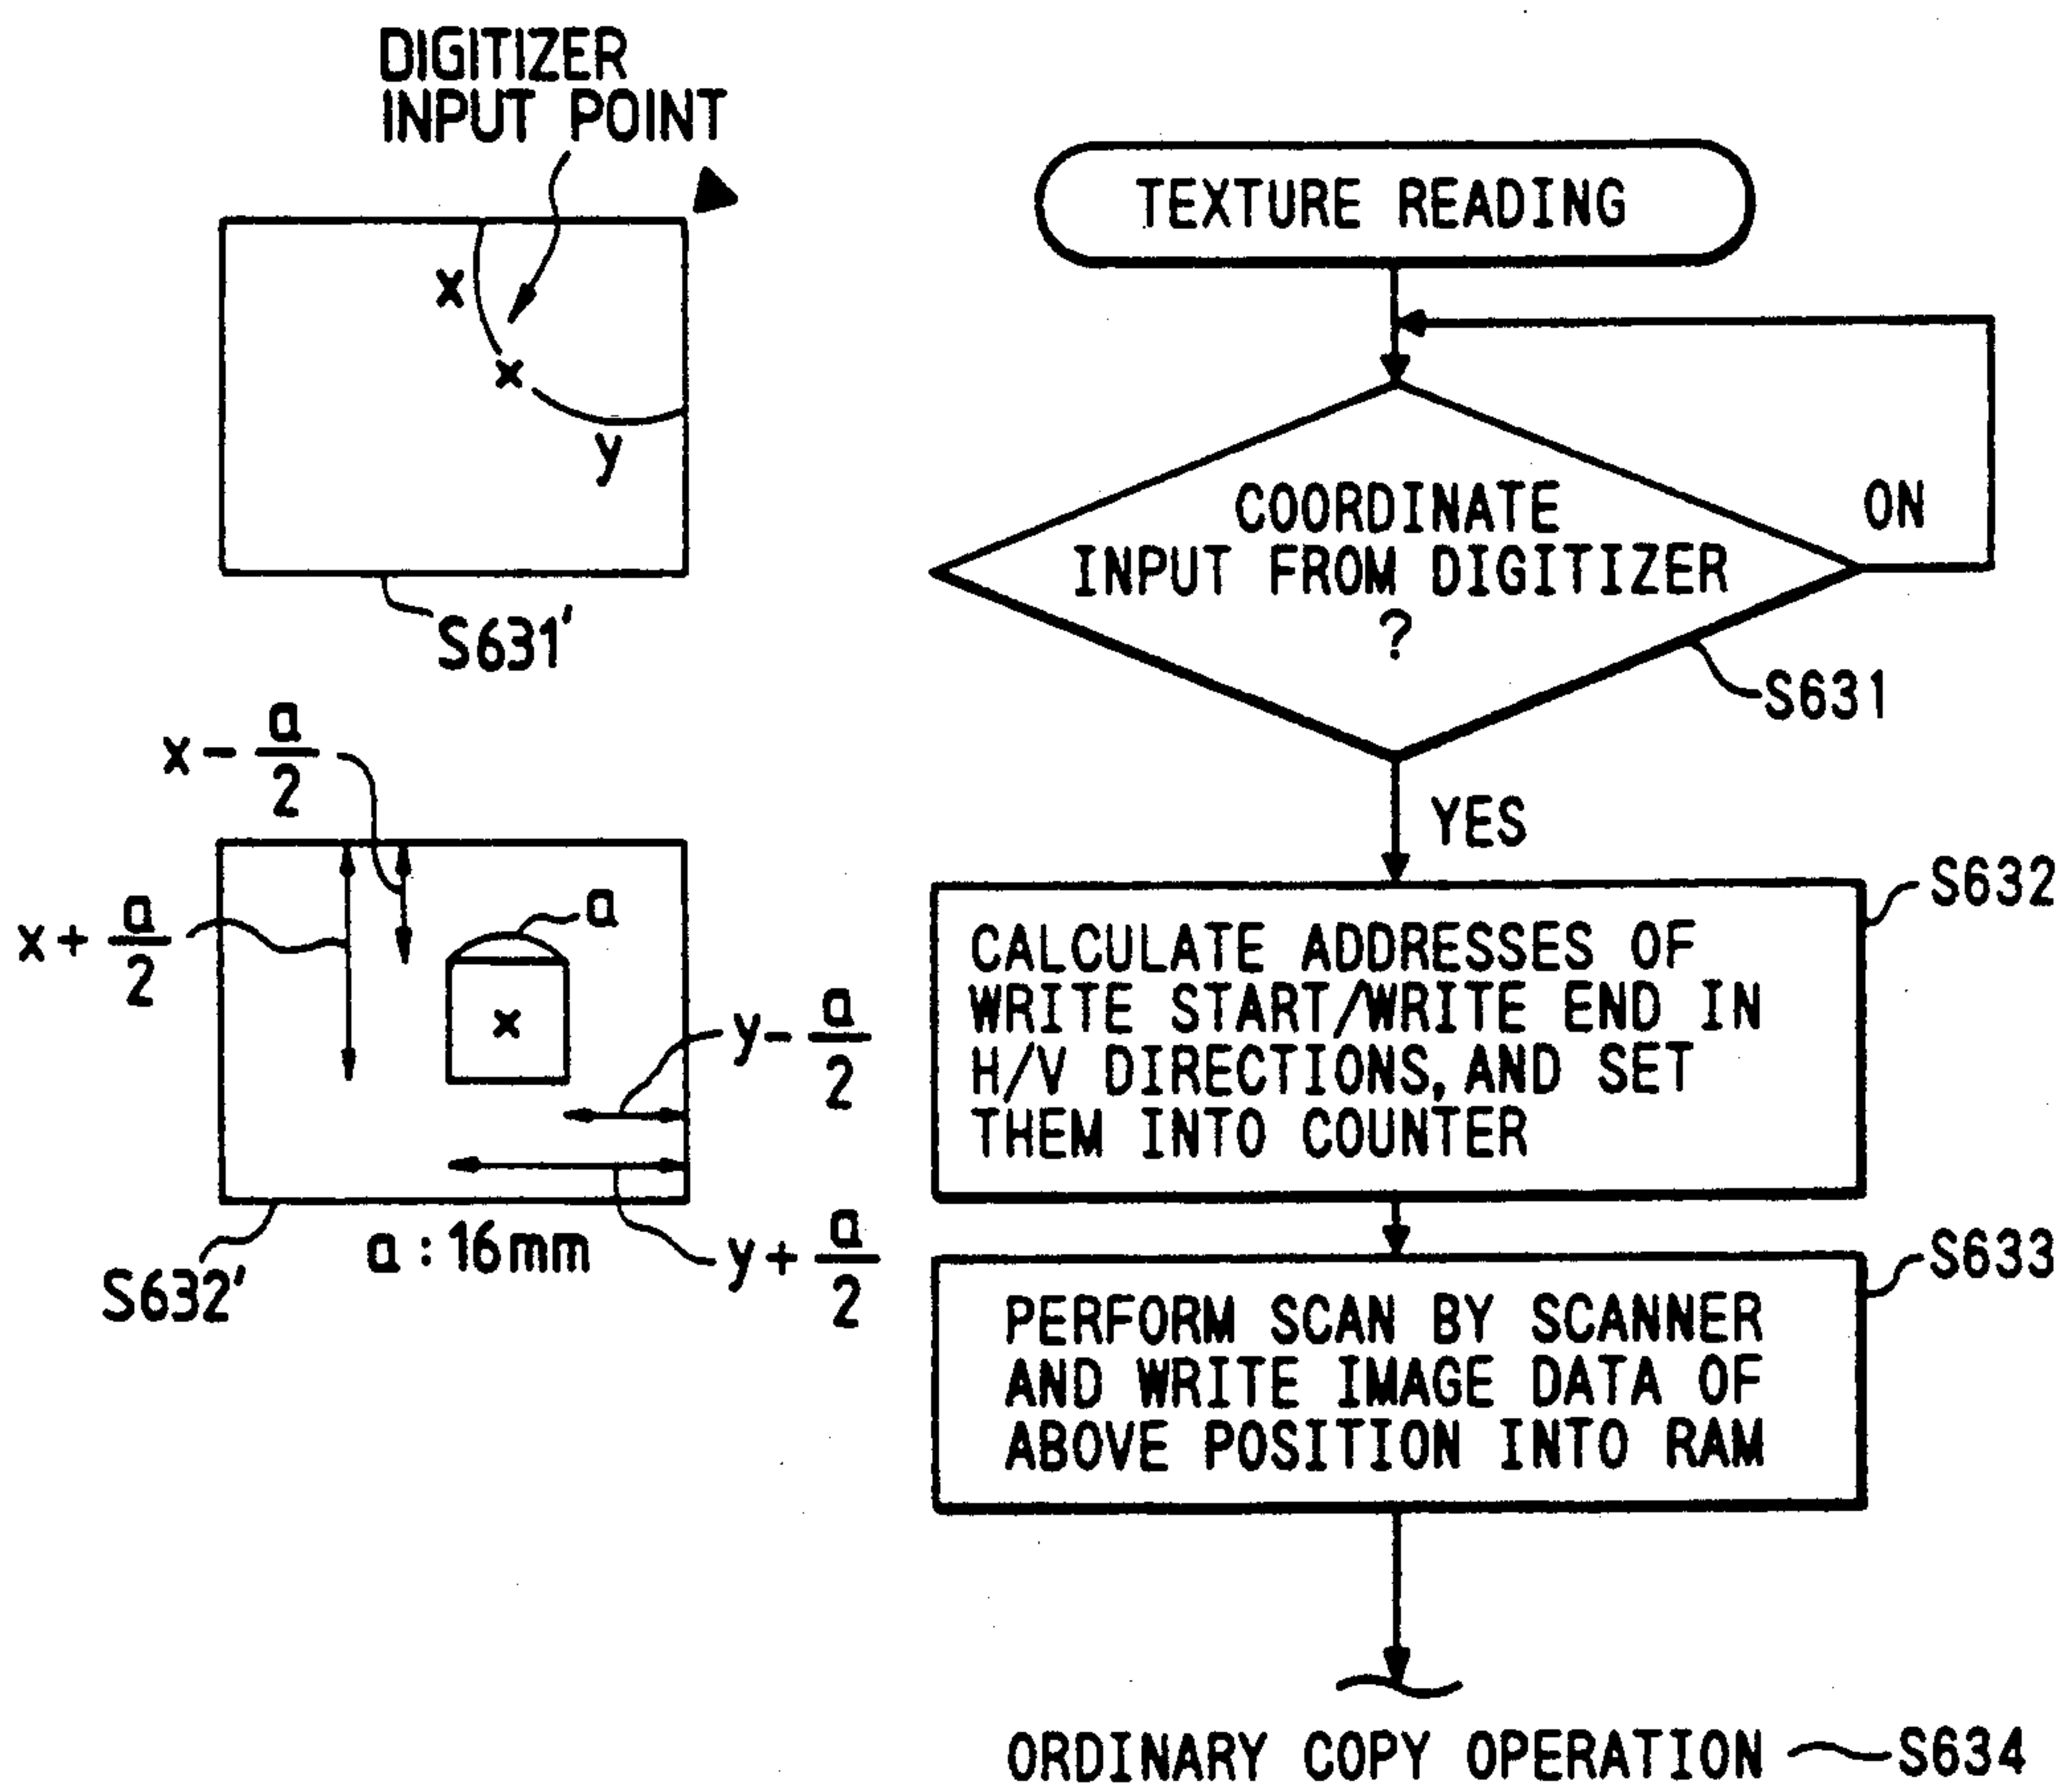 DIGITIZER
INPUT POINT
x
x
y
S631'
x - a/2
x + a/2
a
x
y - a/2
y + a/2
a : 16mm
S632'
TEXTURE READING
COORDINATE
INPUT FROM DIGITIZER
?
ON
S631
YES
S632
CALCULATE ADDRESSES OF
WRITE START/WRITE END IN
H/V DIRECTIONS, AND SET
THEM INTO COUNTER
S633
PERFORM SCAN BY SCANNER
AND WRITE IMAGE DATA OF
ABOVE POSITION INTO RAM
ORDINARY COPY OPERATION
S634